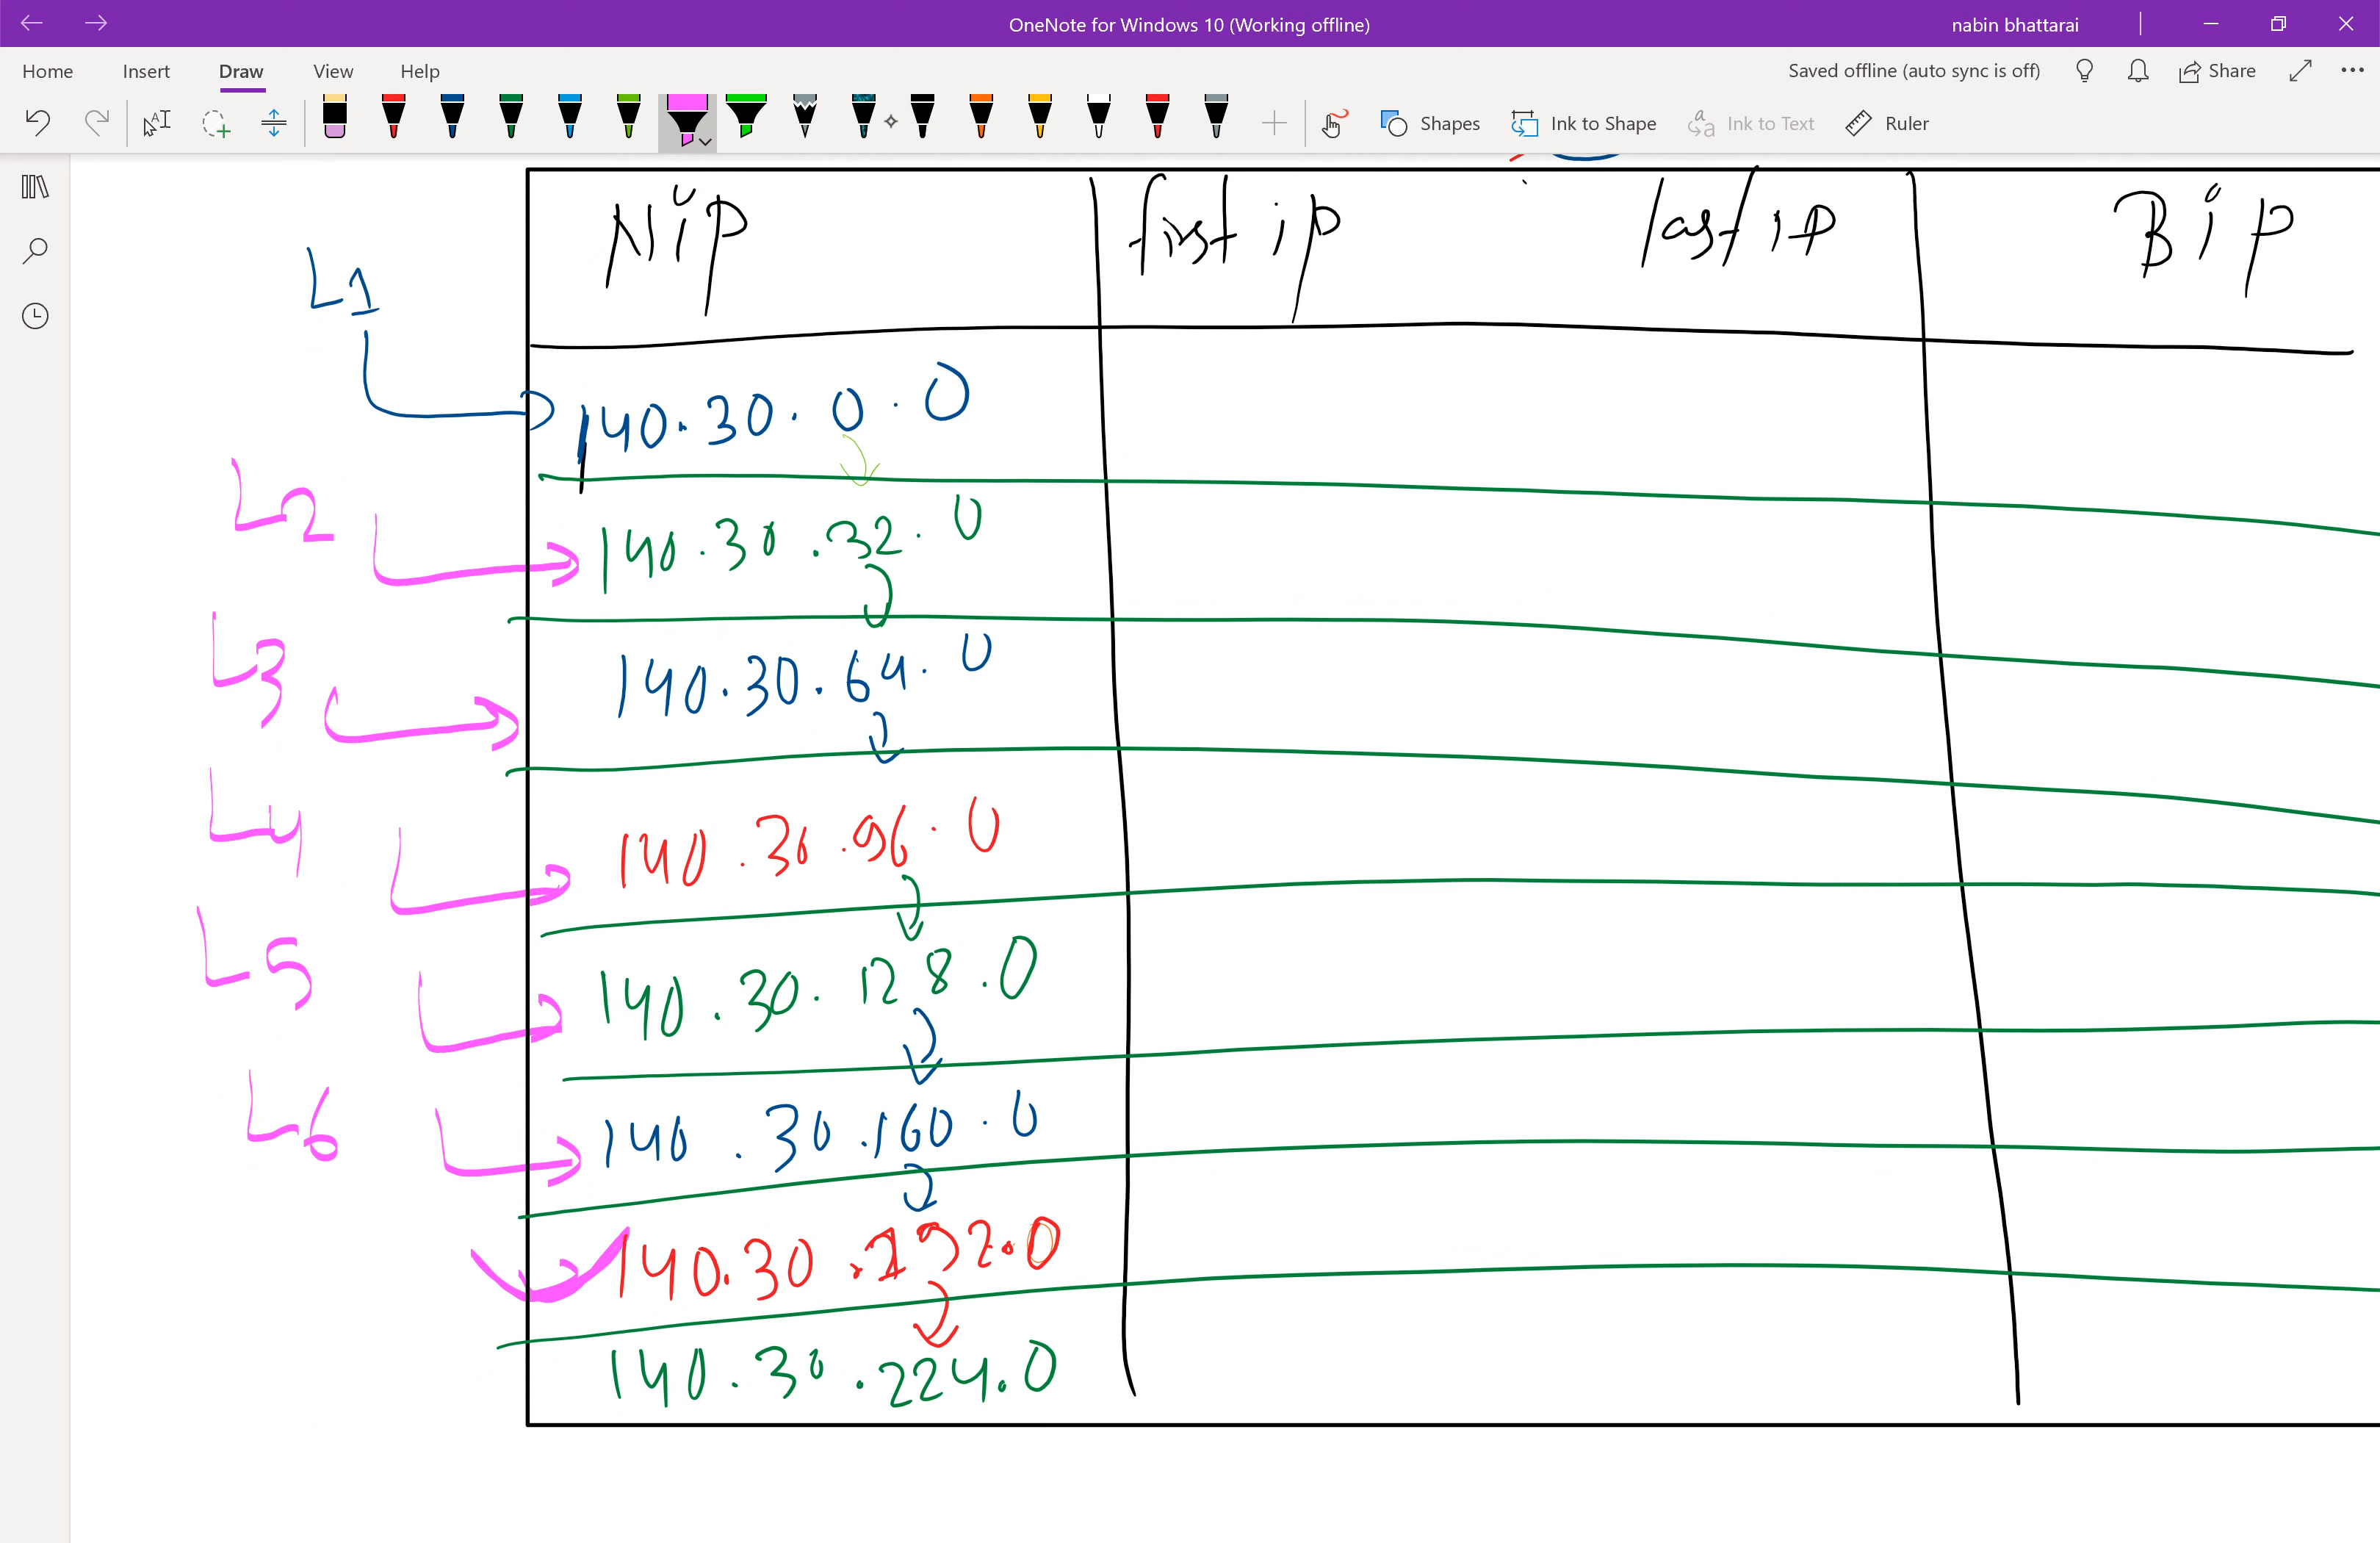 OneNote for Windows 10 (Working offline)
nabin bhattarai
Home Insert Draw View Help
Saved offline (auto sync is off)
Share
Shapes Ink to Shape Ink to Text Ruler
Nip first ip last ip Bip
L1
140.30.0.0
L2
140.30.32.0
L3
140.30.64.0
L4
140.30.96.0
L5
140.30.128.0
L6
140.30.160.0
140.30.192.0
140.30.224.0